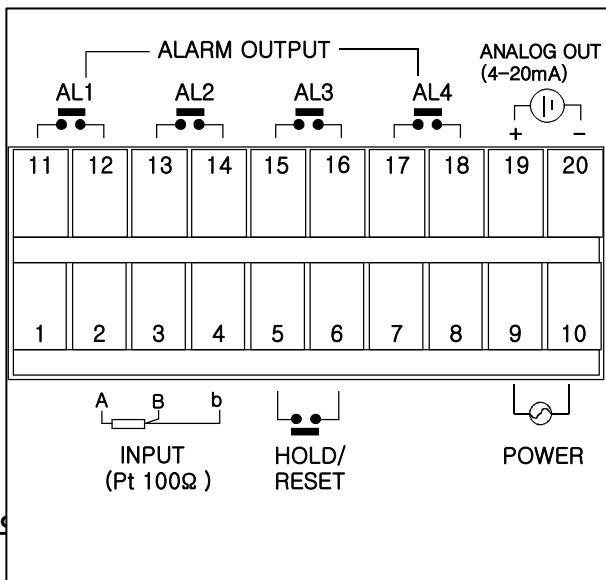 ALARM OUTPUT
ANALOG OUT
(4-20mA)
AL1 AL2 AL3 AL4
+ −
11 12 13 14 15 16 17 18 19 20
1 2 3 4 5 6 7 8 9 10
A B b
INPUT
(Pt 100Ω )
HOLD/
RESET
POWER